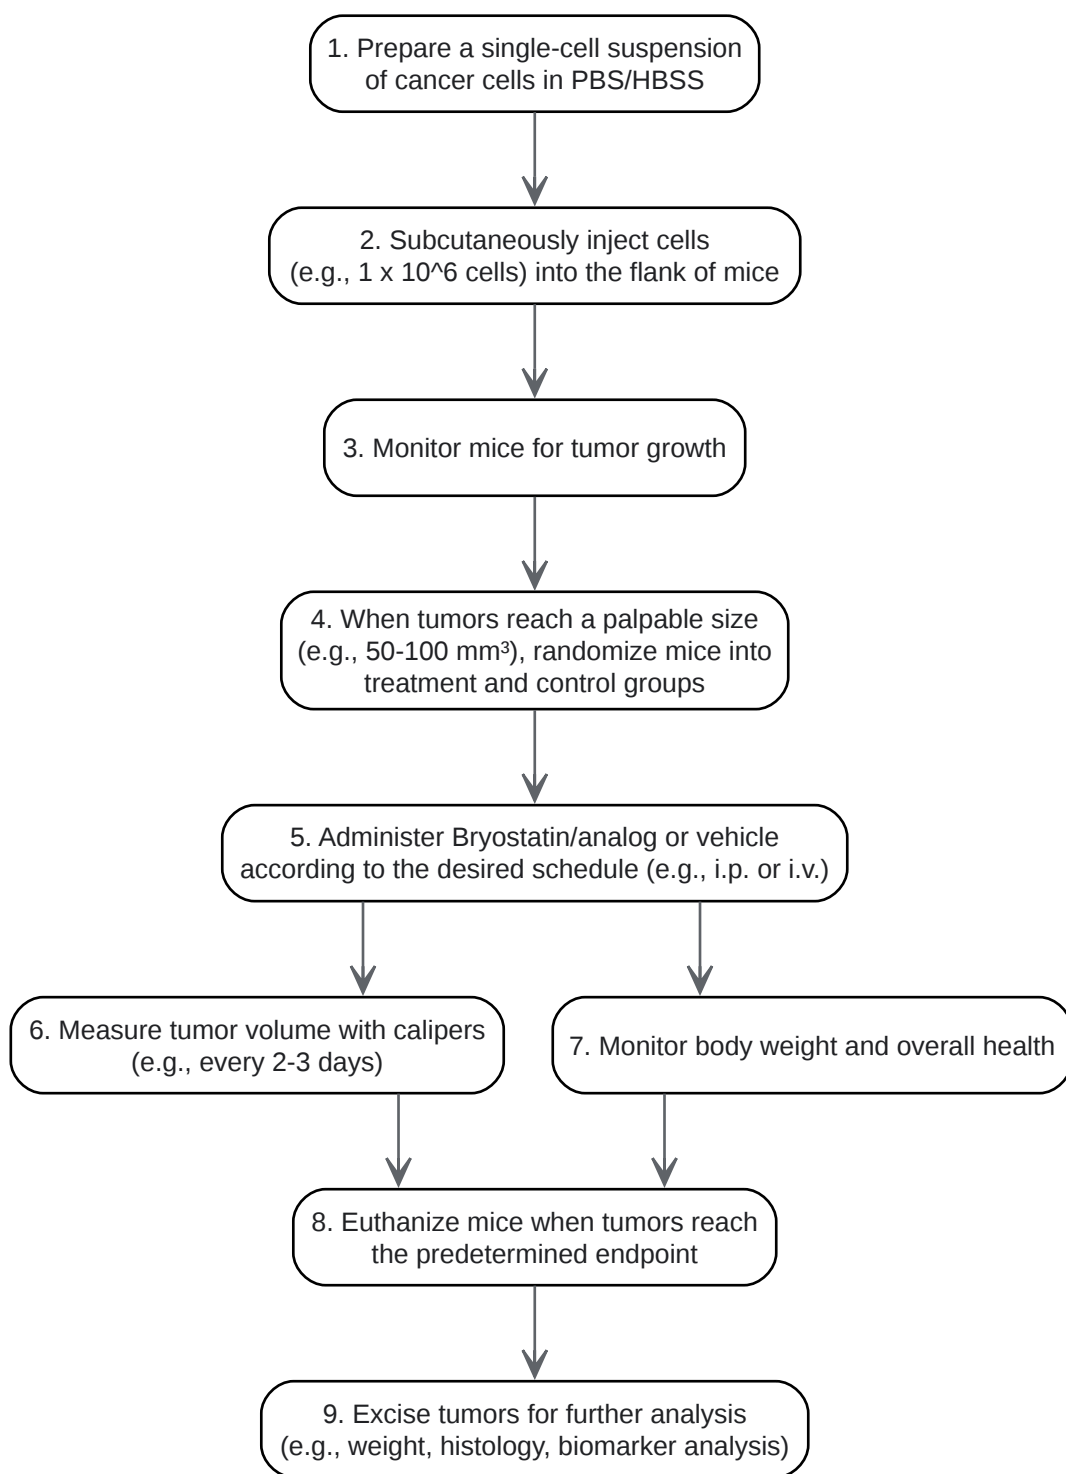 1. Prepare a single-cell suspension
of cancer cells in PBS/HBSS
2. Subcutaneously inject cells
(e.g., 1 x 10^6 cells) into the flank of mice
3. Monitor mice for tumor growth
4. When tumors reach a palpable size
(e.g., 50-100 mm³), randomize mice into
treatment and control groups
5. Administer Bryostatin/analog or vehicle
according to the desired schedule (e.g., i.p. or i.v.)
6. Measure tumor volume with calipers
(e.g., every 2-3 days)
7. Monitor body weight and overall health
8. Euthanize mice when tumors reach
the predetermined endpoint
9. Excise tumors for further analysis
(e.g., weight, histology, biomarker analysis)